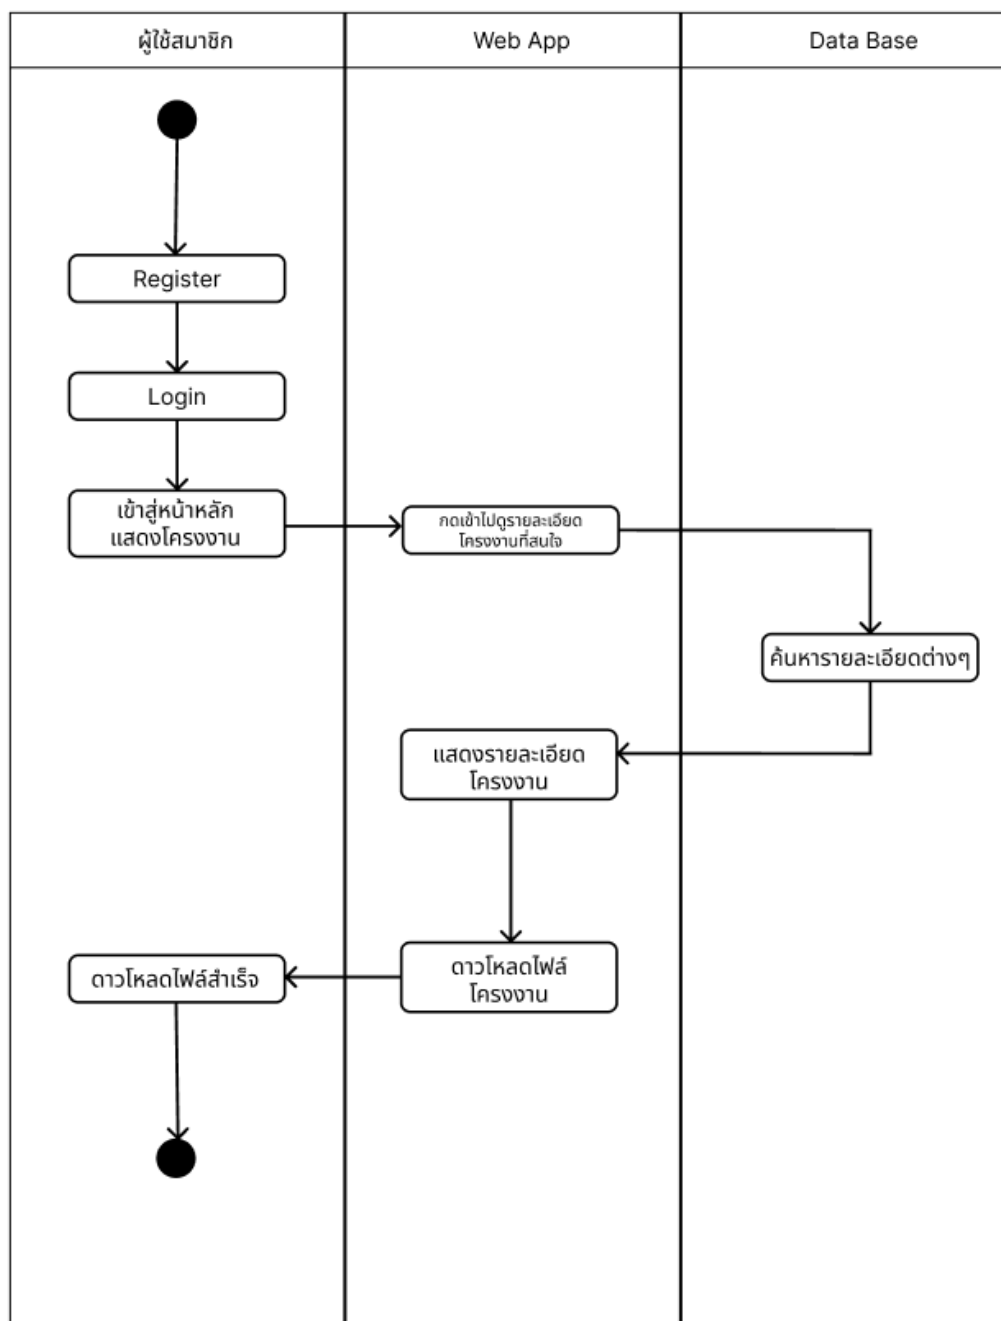 ผู้ใช้สมาชิก
Web App
Data Base
Register
Login
เข้าสู่หน้าหลัก
แสดงโครงงาน
กดเข้าไปดูรายละเอียด
โครงงานที่สนใจ
ค้นหารายละเอียดต่างๆ
แสดงรายละเอียด
โครงงาน
ดาวโหลดไฟล์
โครงงาน
ดาวโหลดไฟล์สำเร็จ